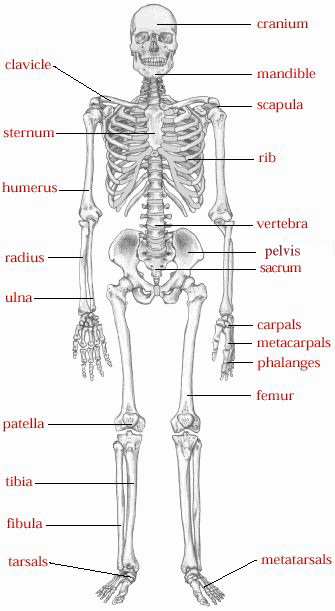 cranium
clavicle
mandible
scapula
sternum
rib
humerus
vertebra
pelvis
radius
sacrum
ulna
carpals
metacarpals
phalanges
femur
patella
tibia
fibula
tarsals
metatarsals